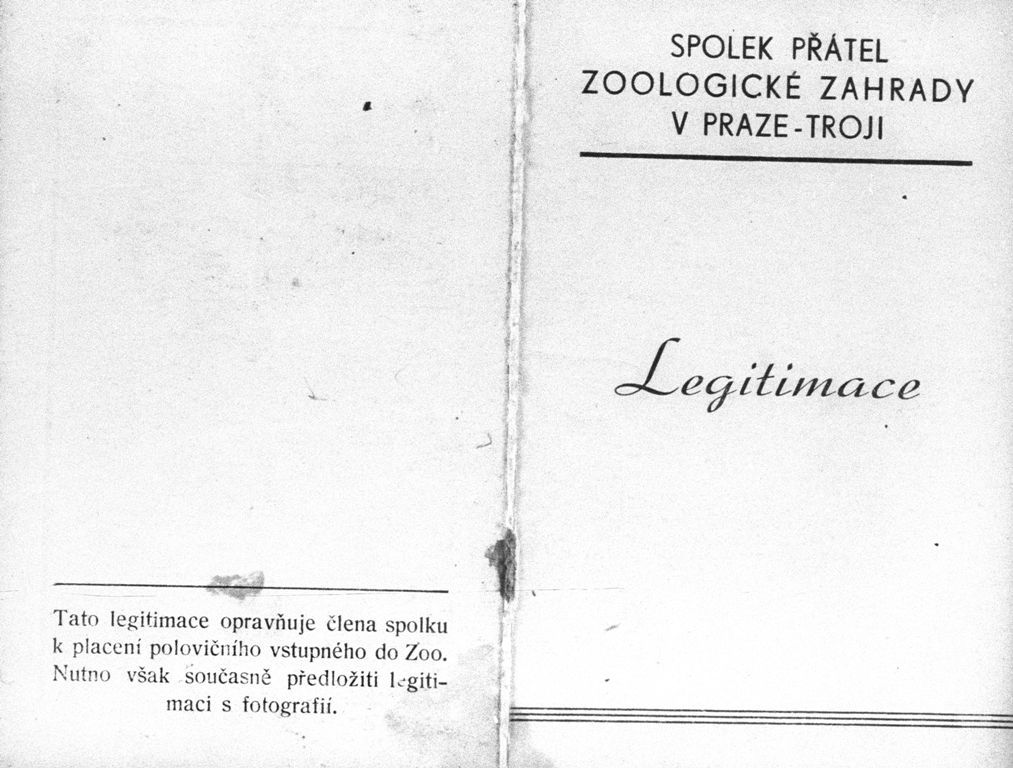 Tato legitimace opravňuje člena spolku
k placení polovičního vstupného do Zoo.
Nutno však současně předložiti legiti-
maci s fotografií.
SPOLEK PŘÁTEL
ZOOLOGICKÉ ZAHRADY
V PRAZE-TROJI
Legitimace